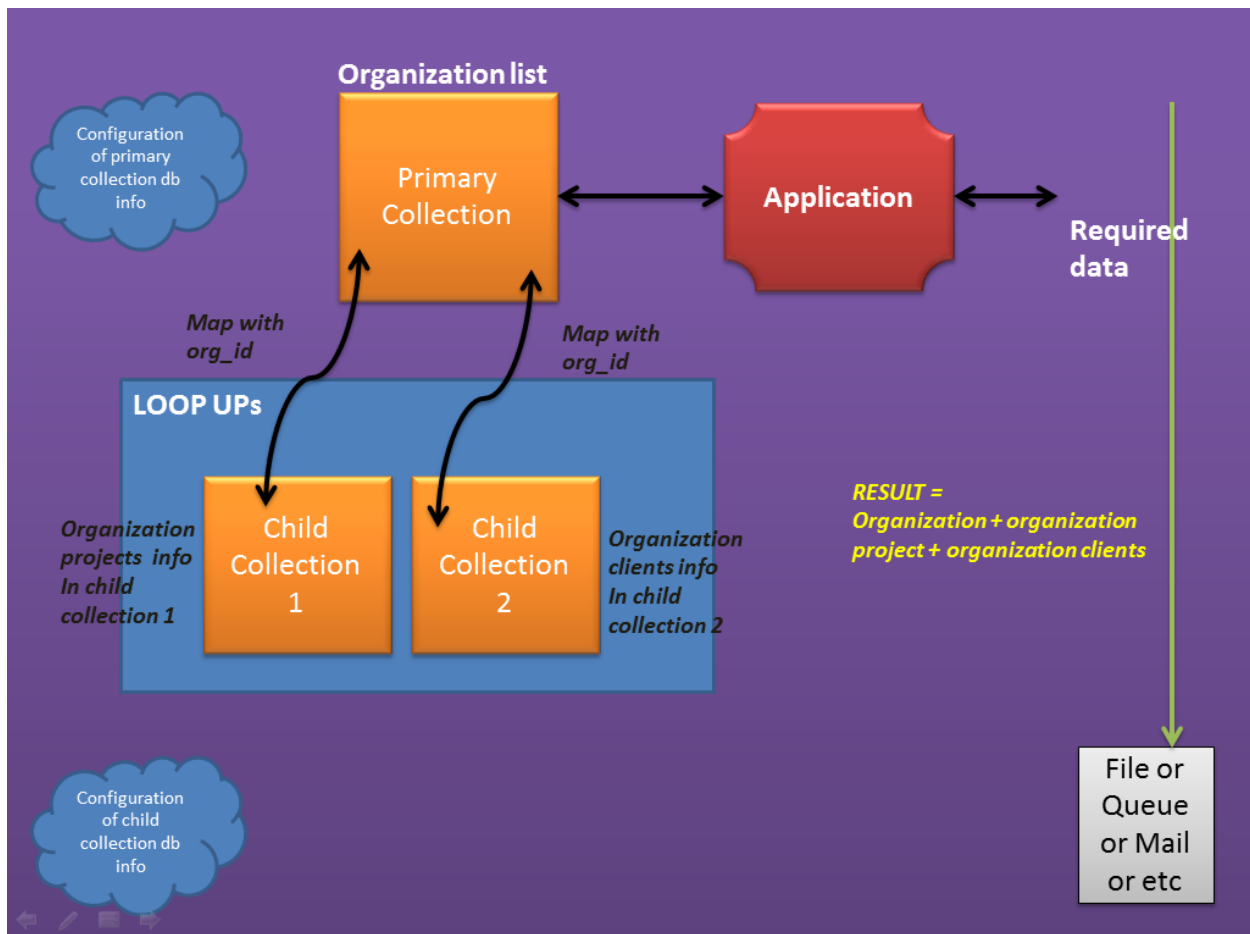 Organization list
Configuration
of primary
collection db
info
Primary
Collection
Application
Required
data
Map with
org_id
Map with
org_id
LOOP UPs
Organization
projects info
In child
collection 1
Child
Collection
1
Child
Collection
2
Organization
clients info
In child
collection 2
RESULT =
Organization + organization
project + organization clients
Configuration
of child
collection db
info
File or
Queue
or Mail
or etc